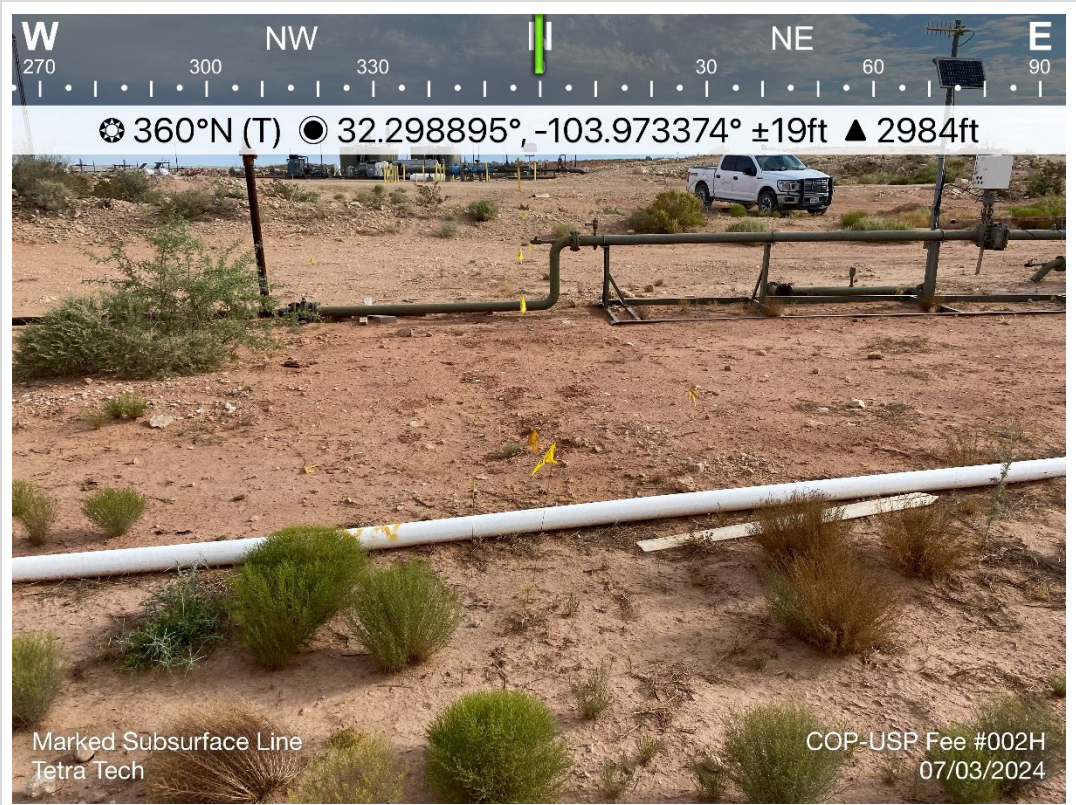 W NW N NE E
270 300 330 30 60 90
360°N (T) 32.298895°, -103.973374° ±19ft ▲ 2984ft
Marked Subsurface Line
Tetra Tech
COP-USP Fee #002H
07/03/2024